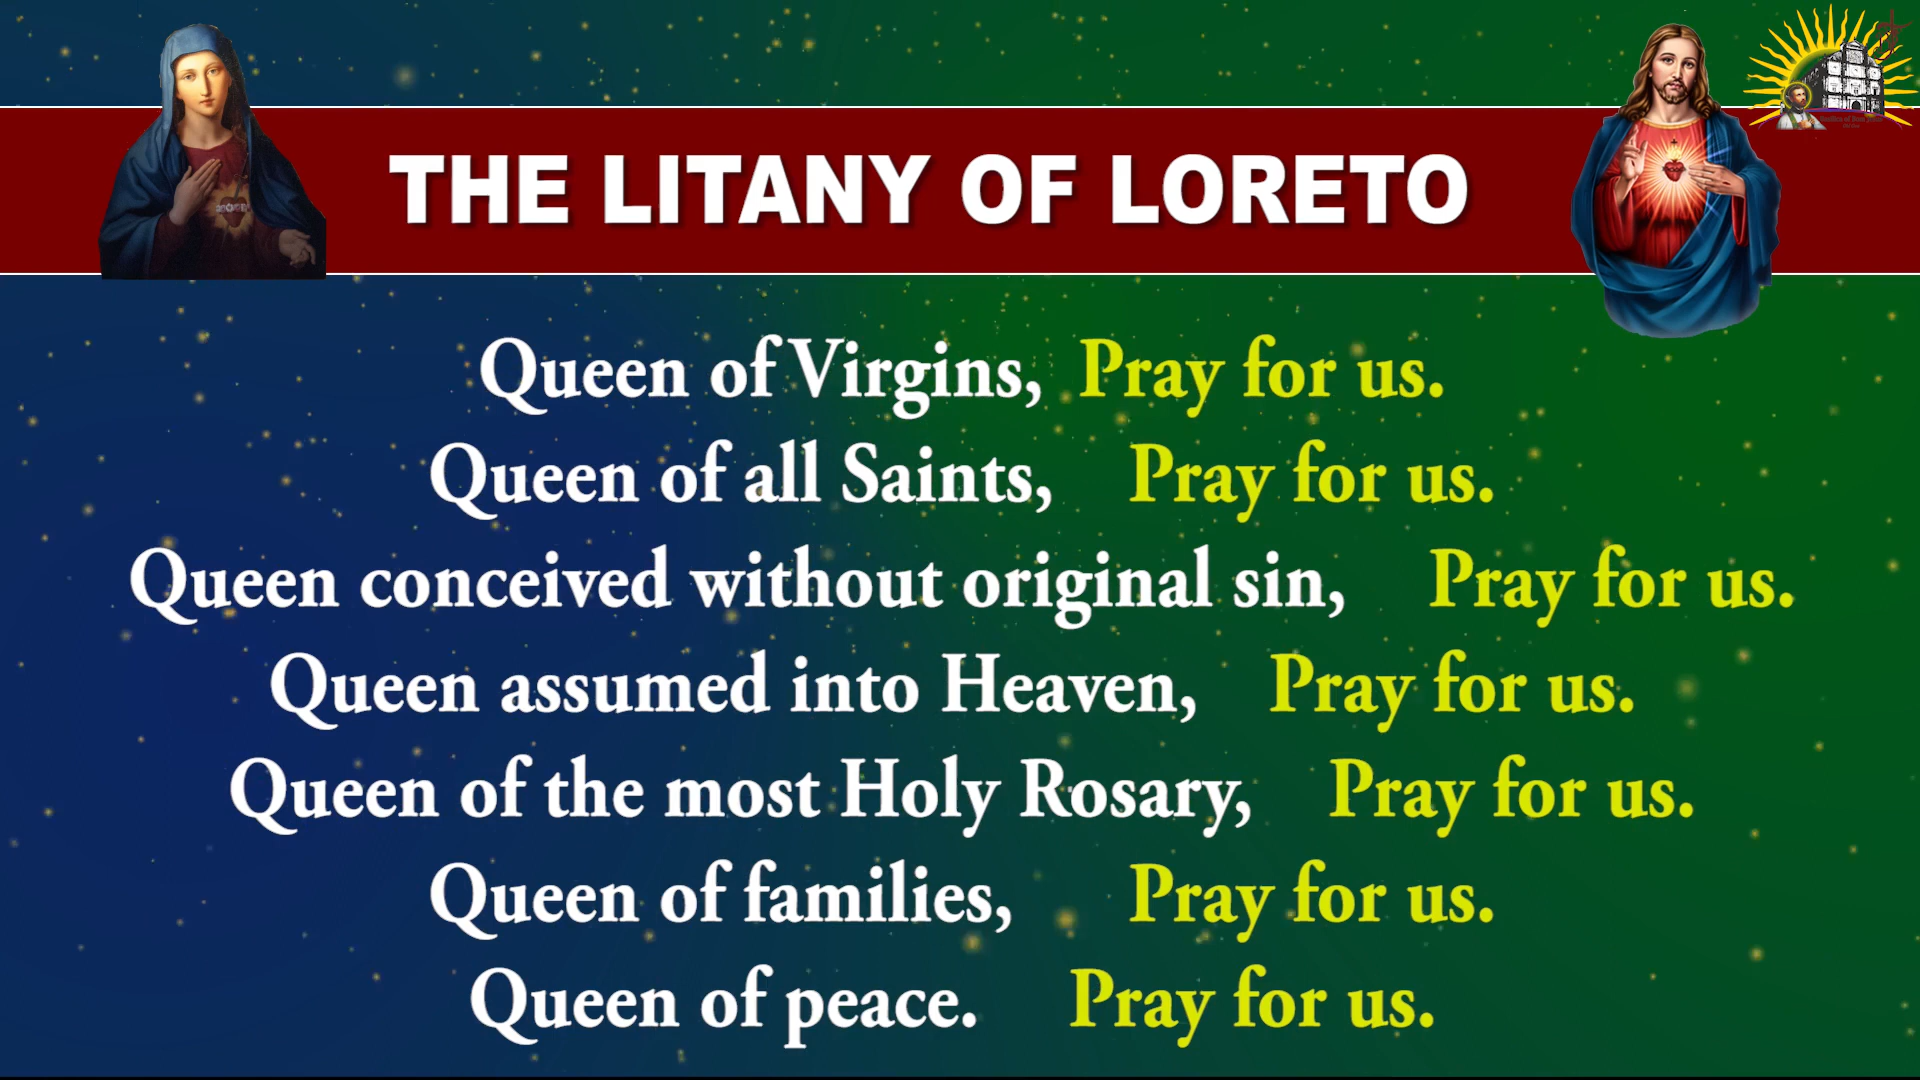 THE LITANY OF LORETO
Queen of Virgins, Pray for us.
Queen of all Saints, Pray for us.
Queen conceived without original sin, Pray for us.
Queen assumed into Heaven, Pray for us.
Queen of the most Holy Rosary, Pray for us.
Queen of families, Pray for us.
Queen of peace. Pray for us.